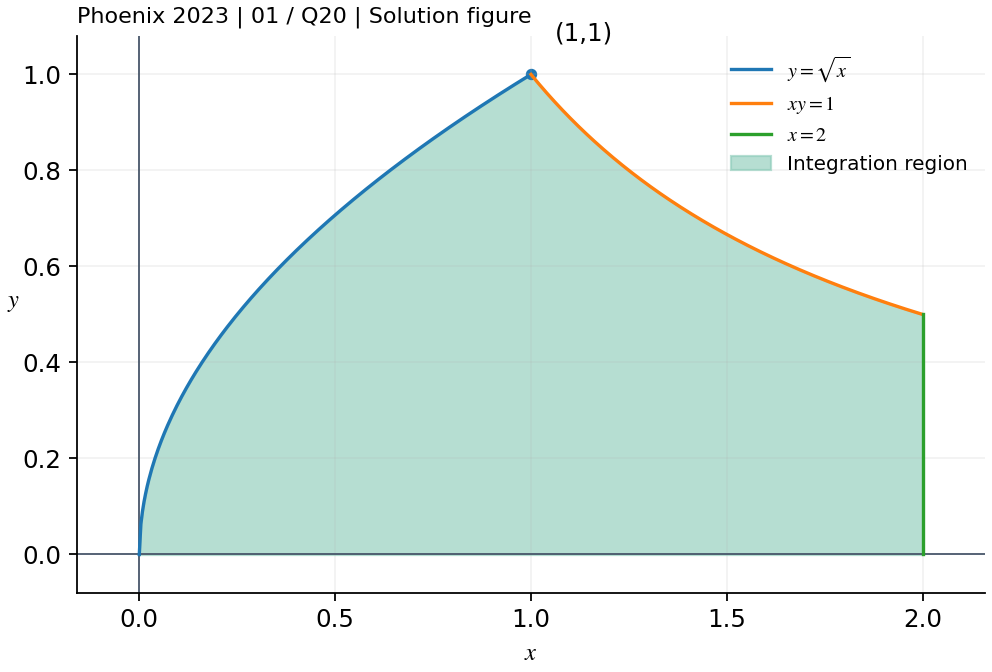 Phoenix 2023 | 01 / Q20 | Solution figure
(1,1)
y = √x
xy = 1
x = 2
Integration region
1.0
0.8
0.6
0.4
0.2
0.0
y
0.0 0.5 1.0 1.5 2.0
x